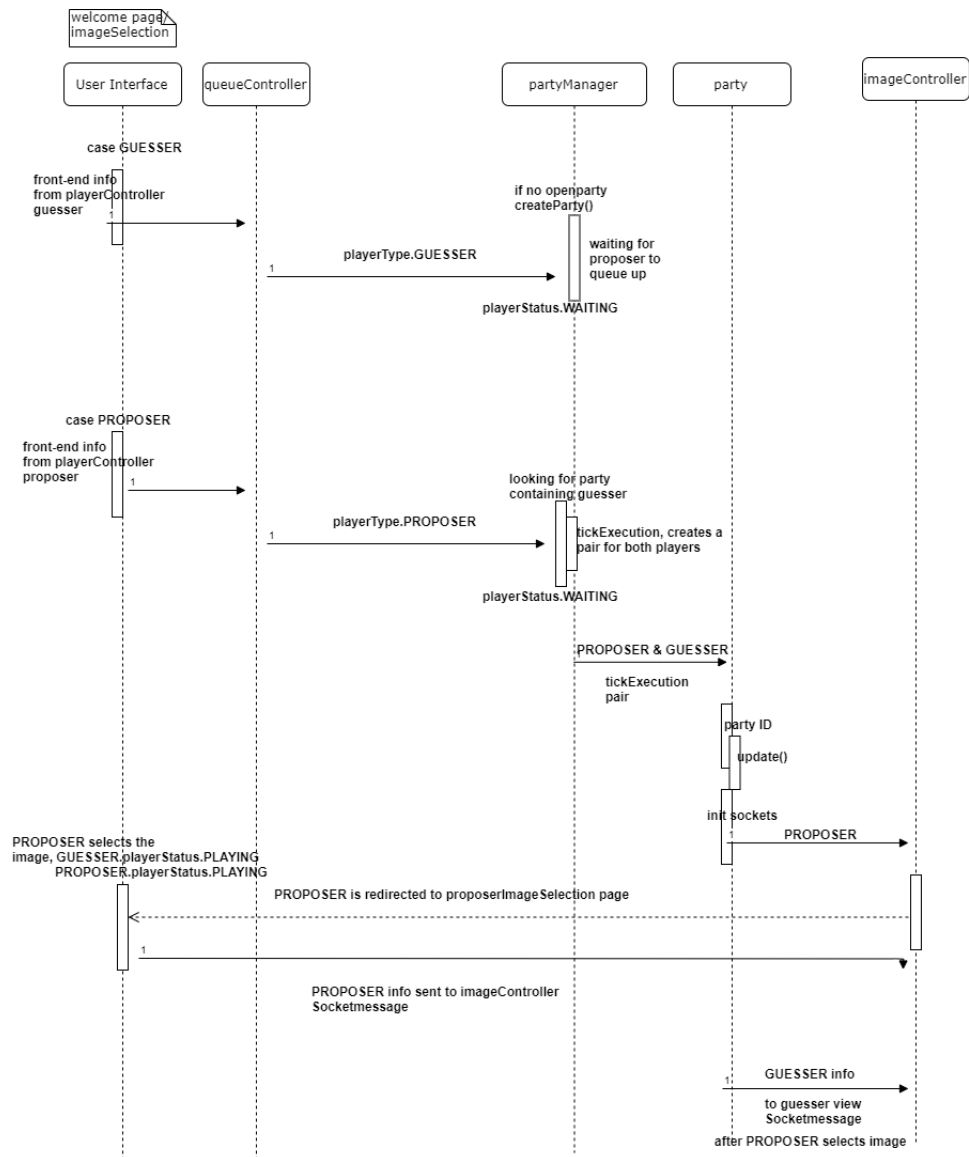 welcome page/
imageSelection
User Interface
queueController
partyManager
party
imageController
case GUESSER
front-end info
from playerController
guesser
1
if no openparty
createParty()
waiting for
proposer to
queue up
playerType.GUESSER
1
playerStatus.WAITING
case PROPOSER
front-end info
from playerController
proposer
1
looking for party
containing guesser
playerType.PROPOSER
1
tickExecution, creates a
pair for both players
playerStatus.WAITING
PROPOSER & GUESSER
tickExecution
pair
party ID
update()
init sockets
1
PROPOSER
PROPOSER selects the
image, GUESSER.playerStatus.PLAYING
PROPOSER.playerStatus.PLAYING
PROPOSER is redirected to proposerImageSelection page
1
PROPOSER info sent to imageController
Socketmessage
1
GUESSER info
to guesser view
Socketmessage
after PROPOSER selects image